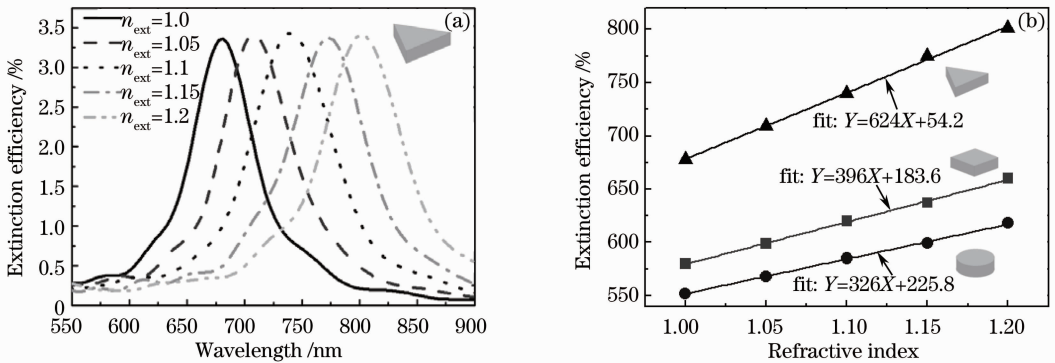 (a)
n_ext=1.0
n_ext=1.05
n_ext=1.1
n_ext=1.15
n_ext=1.2
Extinction efficiency /%
3.5
3.0
2.5
2.0
1.5
1.0
0.5
0
550 600 650 700 750 800 850 900
Wavelength /nm
(b)
Extinction efficiency /%
800
750
700
650
600
550
fit: Y=624X+54.2
fit: Y=396X+183.6
fit: Y=326X+225.8
1.00 1.05 1.10 1.15 1.20
Refractive index